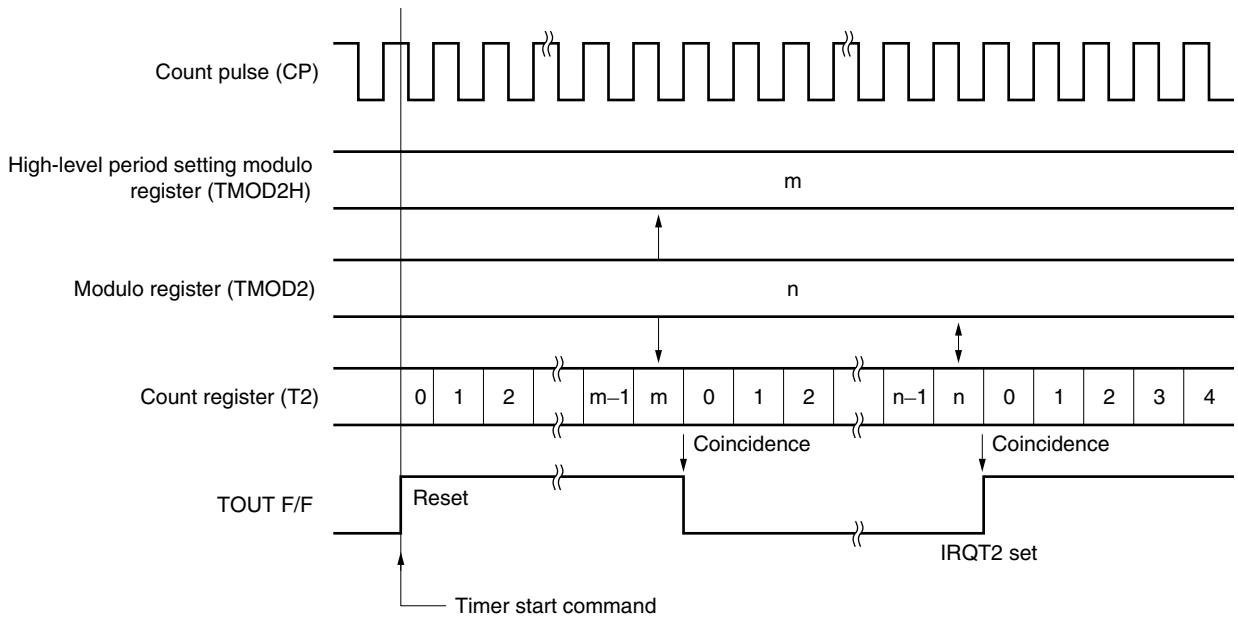 Count pulse (CP)
High-level period setting modulo
register (TMOD2H)
m
Modulo register (TMOD2)
n
Count register (T2)
0 1 2 m–1 m 0 1 2 n–1 n 0 1 2 3 4
Coincidence
Coincidence
TOUT F/F
Reset
IRQT2 set
Timer start command